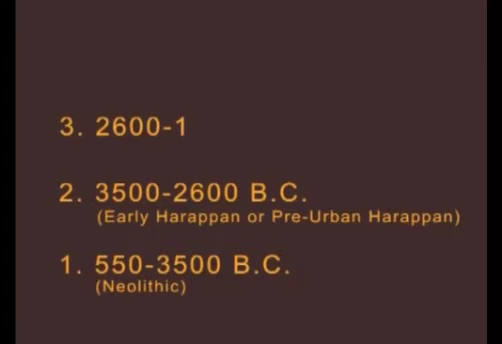 3. 2600-1
2. 3500-2600 B.C.
(Early Harappan or Pre-Urban Harappan)
1. 550-3500 B.C.
(Neolithic)